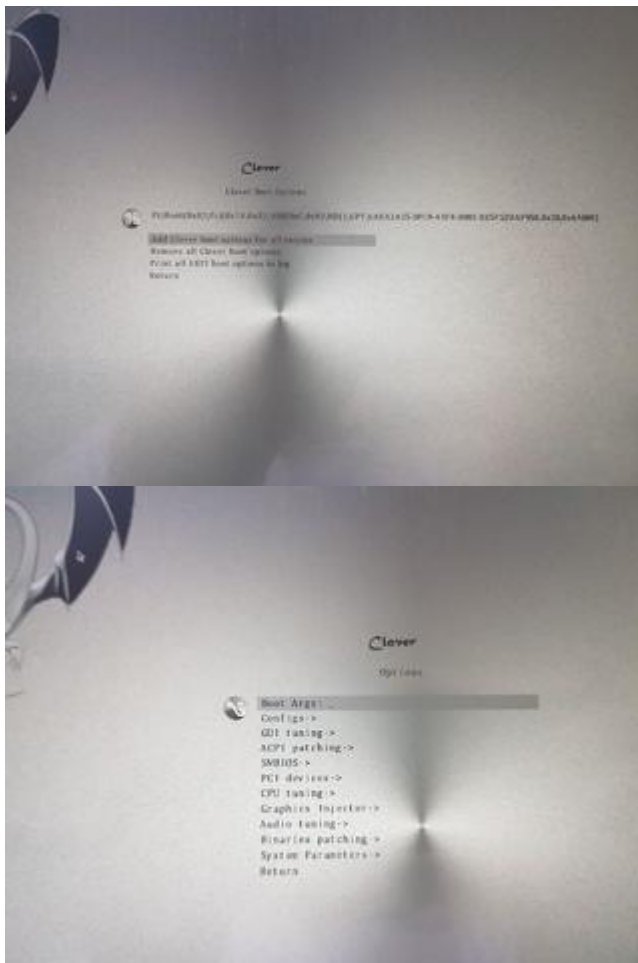 Clover
Clover Boot Options
Add Clover boot options for all entries
Remove all Clover boot options
Print all UEFI boot options to log
Return
Clover
Options
Boot Args:
Configs->
GUI tuning->
ACPI patching->
SMBIOS->
PCI devices->
CPU tuning->
Graphics Injector->
Audio tuning->
Binaries patching->
System Parameters->
Return